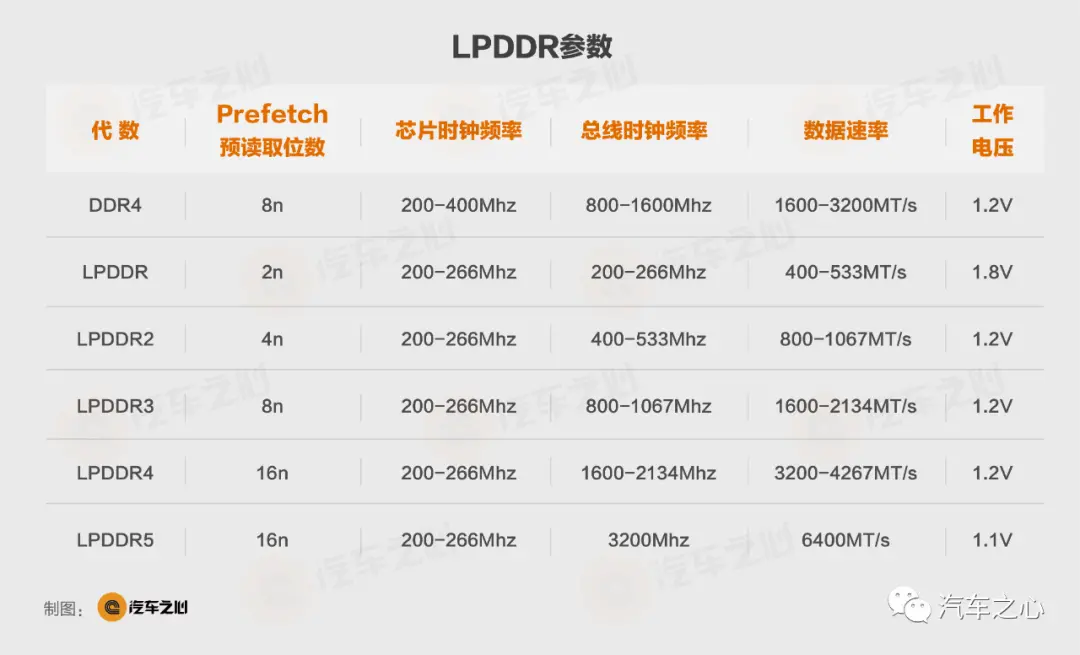 LPDDR参数
代数 Prefetch 预读取位数 芯片时钟频率 总线时钟频率 数据速率 工作电压
DDR4 8n 200-400Mhz 800-1600Mhz 1600-3200MT/s 1.2V
LPDDR 2n 200-266Mhz 200-266Mhz 400-533MT/s 1.8V
LPDDR2 4n 200-266Mhz 400-533Mhz 800-1067MT/s 1.2V
LPDDR3 8n 200-266Mhz 800-1067Mhz 1600-2134MT/s 1.2V
LPDDR4 16n 200-266Mhz 1600-2134Mhz 3200-4267MT/s 1.2V
LPDDR5 16n 200-266Mhz 3200Mhz 6400MT/s 1.1V
制图： 汽车之心
汽车之心